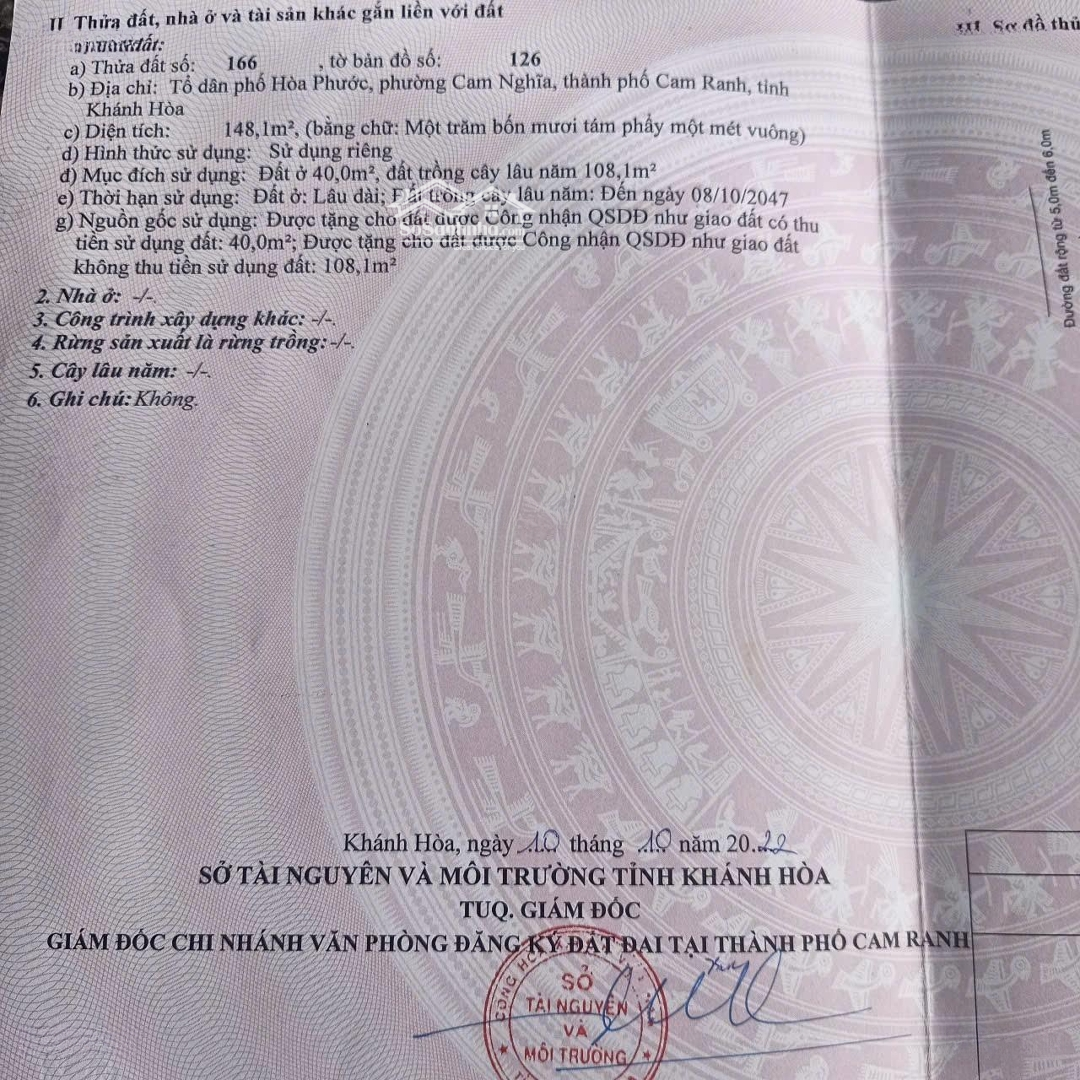 II Thửa đất, nhà ở và tài sản khác gắn liền với đất
a) Thửa đất số: 166 , tờ bản đồ số: 126
b) Địa chỉ: Tổ dân phố Hòa Phước, phường Cam Nghĩa, thành phố Cam Ranh, tỉnh
Khánh Hòa
c) Diện tích: 148,1m², (bằng chữ: Một trăm bốn mươi tám phẩy một mét vuông)
d) Hình thức sử dụng: Sử dụng riêng
đ) Mục đích sử dụng: Đất ở 40,0m², đất trồng cây lâu năm 108,1m²
e) Thời hạn sử dụng: Đất ở: Lâu dài; Đất trồng cây lâu năm: Đến ngày 08/10/2047
g) Nguồn gốc sử dụng: Được tặng cho đất được Công nhận QSDĐ như giao đất có thu
tiền sử dụng đất: 40,0m²; Được tặng cho đất được Công nhận QSDĐ như giao đất
không thu tiền sử dụng đất: 108,1m²
2. Nhà ở: -/-.
3. Công trình xây dựng khác: -/-.
4. Rừng sản xuất là rừng trồng: -/-.
5. Cây lâu năm: -/-.
6. Ghi chú: Không.
III Sơ đồ thử
Đường đất rộng từ 5,0m đến 6,0m
Khánh Hòa, ngày 10 tháng 10 năm 2022
SỞ TÀI NGUYÊN VÀ MÔI TRƯỜNG TỈNH KHÁNH HÒA
TUQ. GIÁM ĐỐC
GIÁM ĐỐC CHI NHÁNH VĂN PHÒNG ĐĂNG KÝ ĐẤT ĐAI TẠI THÀNH PHỐ CAM RANH
SỞ
TÀI NGUYÊN
VÀ
MÔI TRƯỜNG